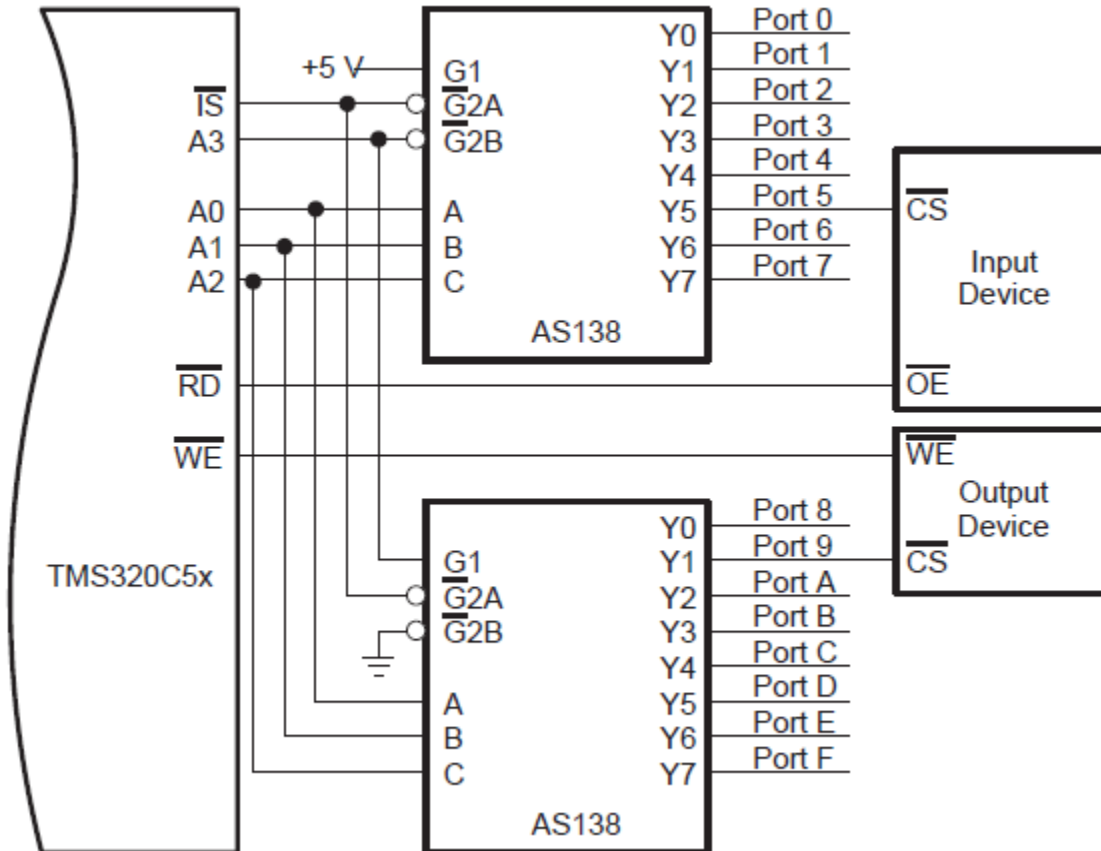 IS
A3
A0
A1
A2
RD
WE
TMS320C5x
+5 V
G1
G2A
G2B
A
B
C
AS138
Y0
Y1
Y2
Y3
Y4
Y5
Y6
Y7
Port 0
Port 1
Port 2
Port 3
Port 4
Port 5
Port 6
Port 7
CS
Input
Device
OE
WE
Output
Device
CS
G1
G2A
G2B
A
B
C
AS138
Y0
Y1
Y2
Y3
Y4
Y5
Y6
Y7
Port 8
Port 9
Port A
Port B
Port C
Port D
Port E
Port F